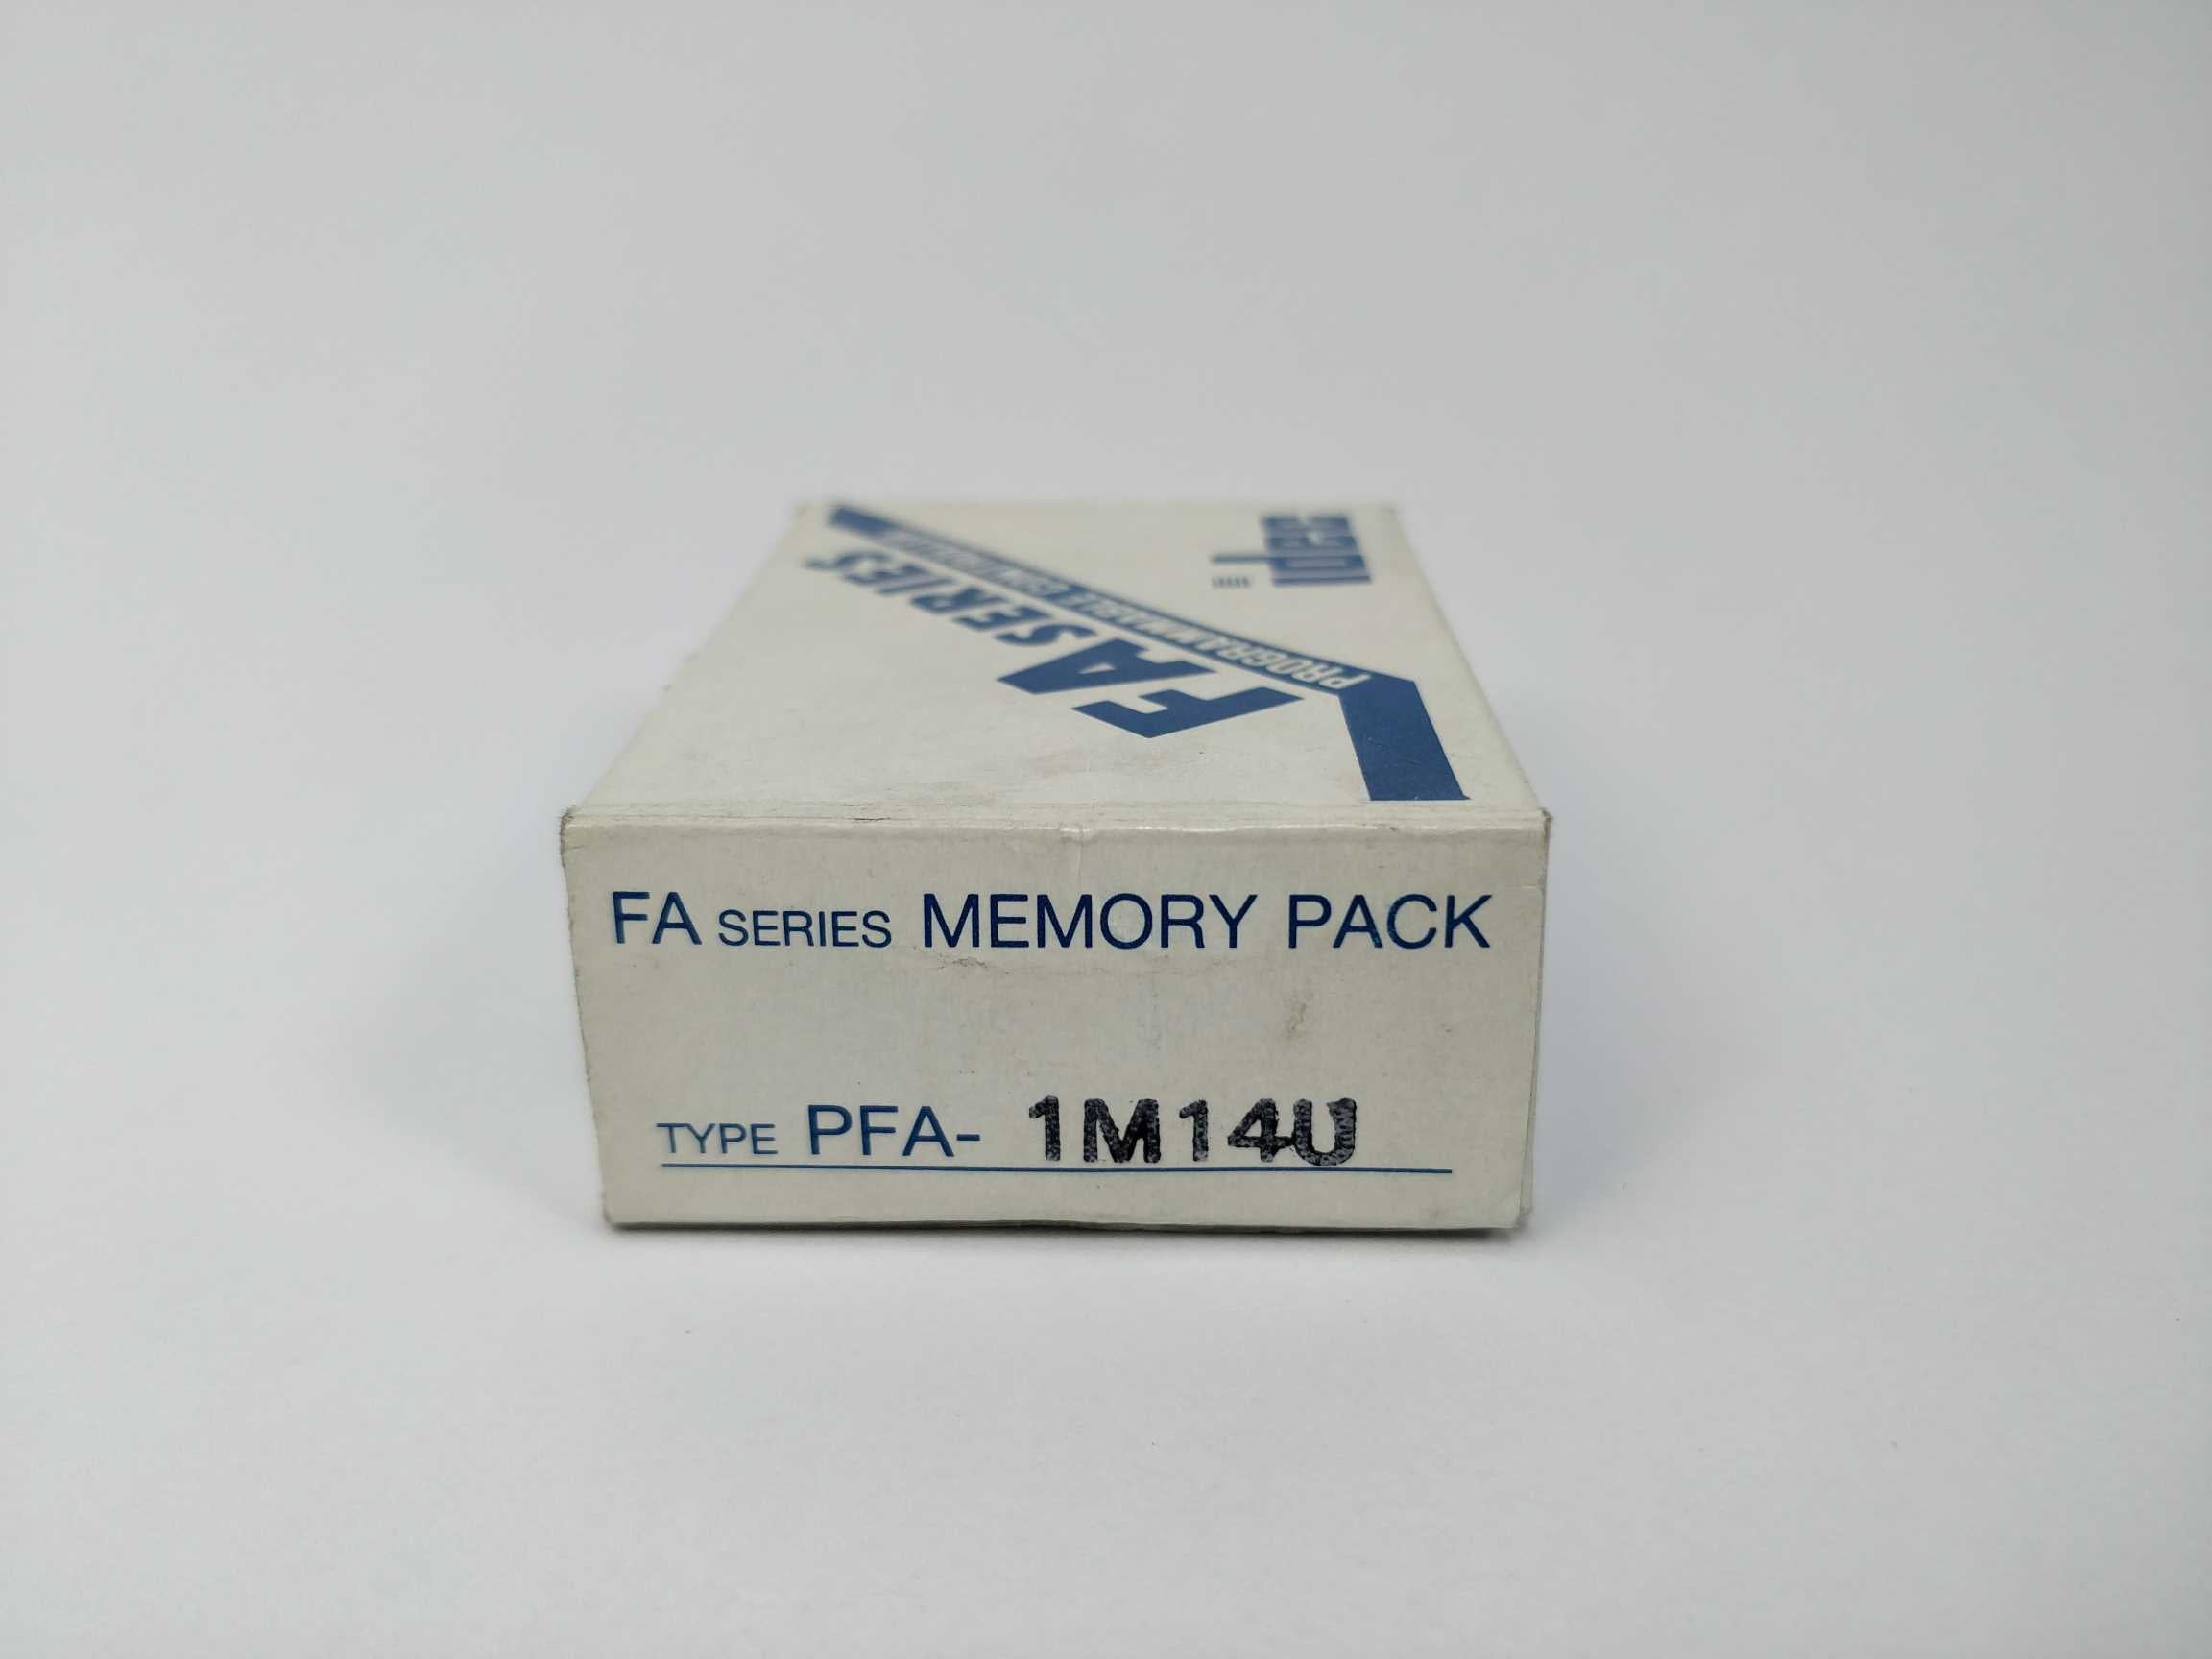 idec
PROGRAMMABLE CONTROLLER
FA SERIES
FA SERIES MEMORY PACK
TYPE PFA- 1M14U